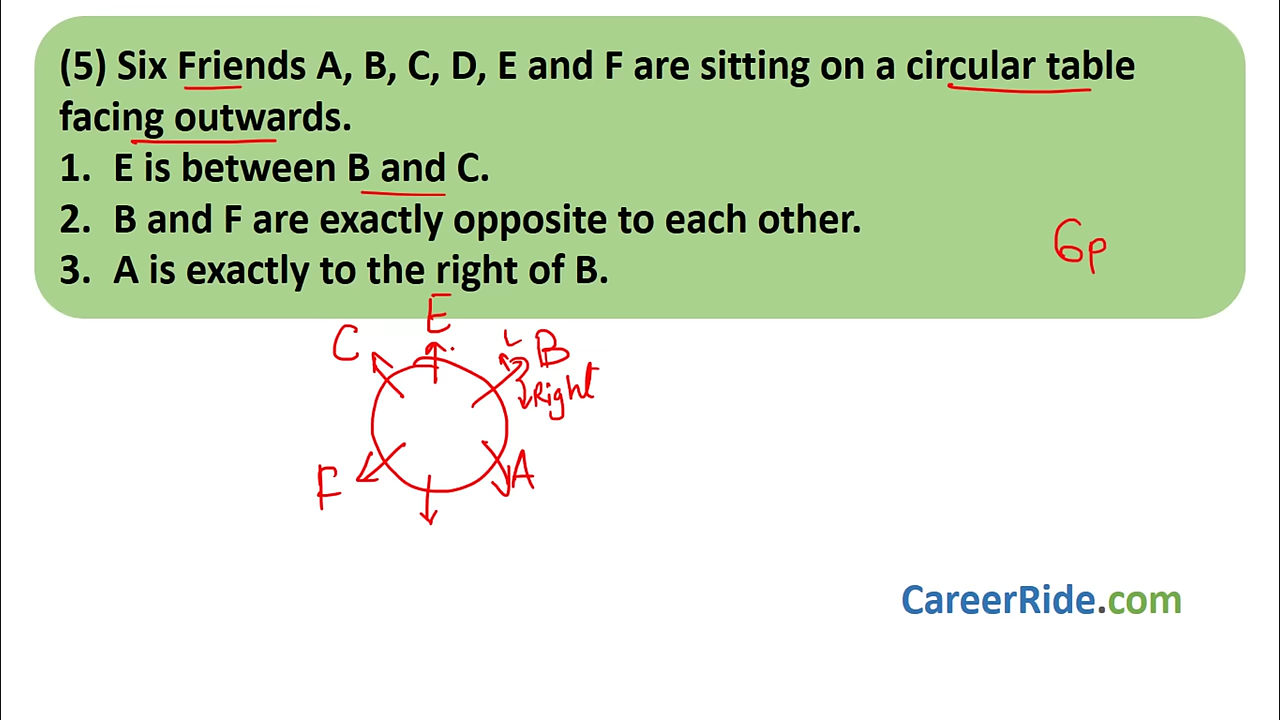 (5) Six Friends A, B, C, D, E and F are sitting on a circular table
facing outwards.
1. E is between B and C.
2. B and F are exactly opposite to each other.
3. A is exactly to the right of B.
6p
E
C
L
B
Right
F
A
CareerRide.com